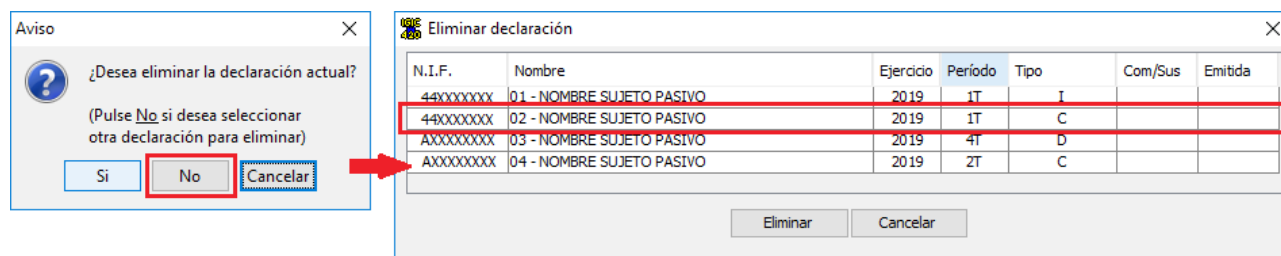 Aviso
¿Desea eliminar la declaración actual?
(Pulse No si desea seleccionar
otra declaración para eliminar)
Si No Cancelar
IGIC 420 Eliminar declaración
N.I.F. Nombre Ejercicio Período Tipo Com/Sus Emitida
44XXXXXXX 01 - NOMBRE SUJETO PASIVO 2019 1T I
44XXXXXXX 02 - NOMBRE SUJETO PASIVO 2019 1T C
AXXXXXXXX 03 - NOMBRE SUJETO PASIVO 2019 4T D
AXXXXXXXX 04 - NOMBRE SUJETO PASIVO 2019 2T C
Eliminar Cancelar